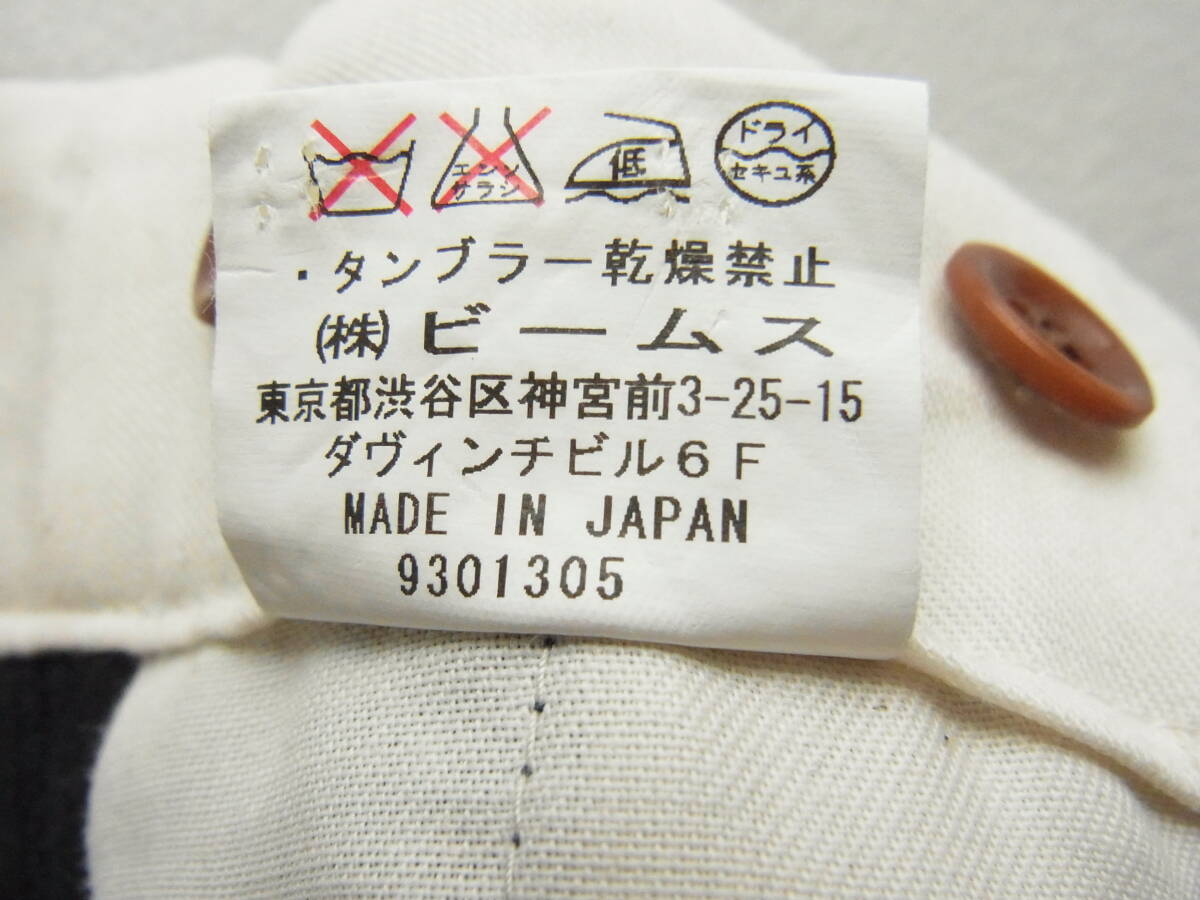 エンソ
サラシ
低
ドライ
セキユ系
・タンブラー乾燥禁止
(株)ビームス
東京都渋谷区神宮前3-25-15
ダヴィンチビル6F
MADE IN JAPAN
9301305